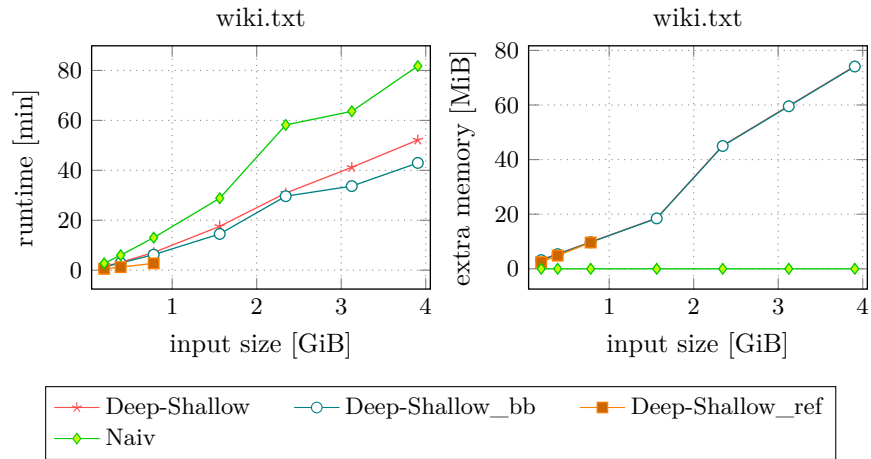 wiki.txt
80
60
40
20
0
runtime [min]
1 2 3 4
input size [GiB]
wiki.txt
80
60
40
20
0
extra memory [MiB]
1 2 3 4
input size [GiB]
Deep-Shallow Deep-Shallow_bb Deep-Shallow_ref
Naiv